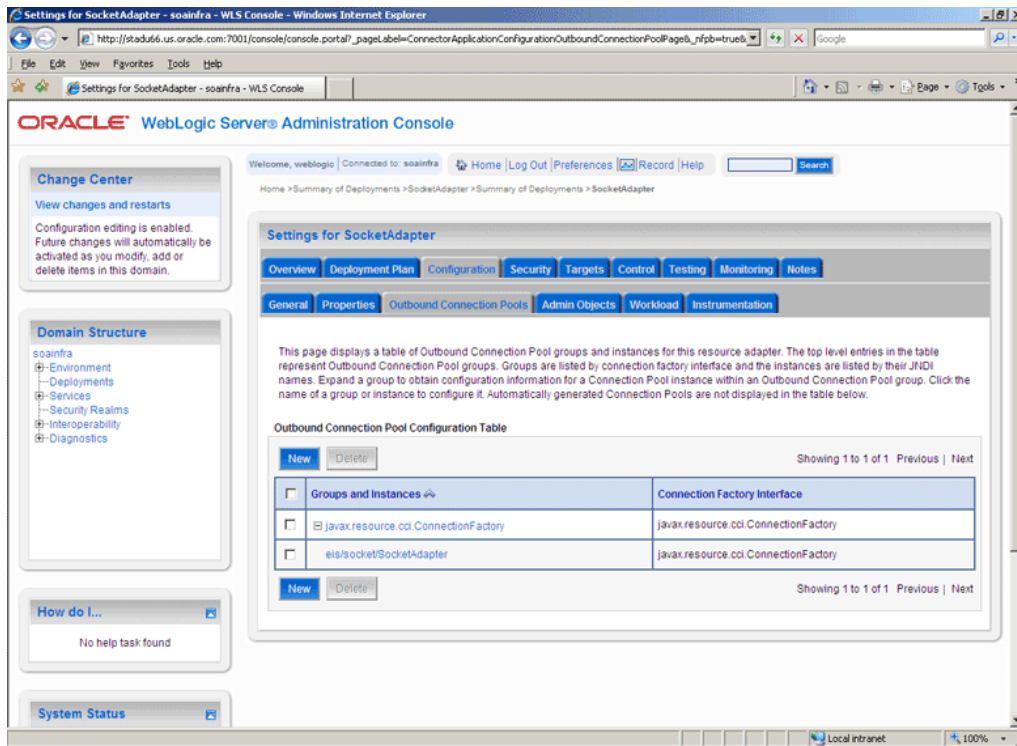 Settings for SocketAdapter - soainfra - WLS Console - Windows Internet Explorer
http://stadu66.us.oracle.com:7001/console/console.portal?_pageLabel=ConnectorApplicationConfigurationOutboundConnectionPoolPage&_nfpb=true&
Google
File Edit View Favorites Tools Help
Settings for SocketAdapter - soainfra - WLS Console
Page Tools
ORACLE WebLogic Server® Administration Console
Welcome, weblogic Connected to: soainfra Home Log Out Preferences Record Help Search
Home >Summary of Deployments >SocketAdapter >Summary of Deployments >SocketAdapter
Change Center
View changes and restarts
Configuration editing is enabled.
Future changes will automatically be
activated as you modify, add or
delete items in this domain.
Domain Structure
soainfra
Environment
Deployments
Services
Security Realms
Interoperability
Diagnostics
How do I...
No help task found
System Status
Settings for SocketAdapter
Overview Deployment Plan Configuration Security Targets Control Testing Monitoring Notes
General Properties Outbound Connection Pools Admin Objects Workload Instrumentation
This page displays a table of Outbound Connection Pool groups and instances for this resource adapter. The top level entries in the table
represent Outbound Connection Pool groups. Groups are listed by connection factory interface and the instances are listed by their JNDI
names. Expand a group to obtain configuration information for a Connection Pool instance within an Outbound Connection Pool group. Click the
name of a group or instance to configure it. Automatically generated Connection Pools are not displayed in the table below.
Outbound Connection Pool Configuration Table
New Delete Showing 1 to 1 of 1 Previous | Next
Groups and Instances Connection Factory Interface
javax.resource.cci.ConnectionFactory javax.resource.cci.ConnectionFactory
eis/socket/SocketAdapter javax.resource.cci.ConnectionFactory
New Delete Showing 1 to 1 of 1 Previous | Next
Local intranet 100%